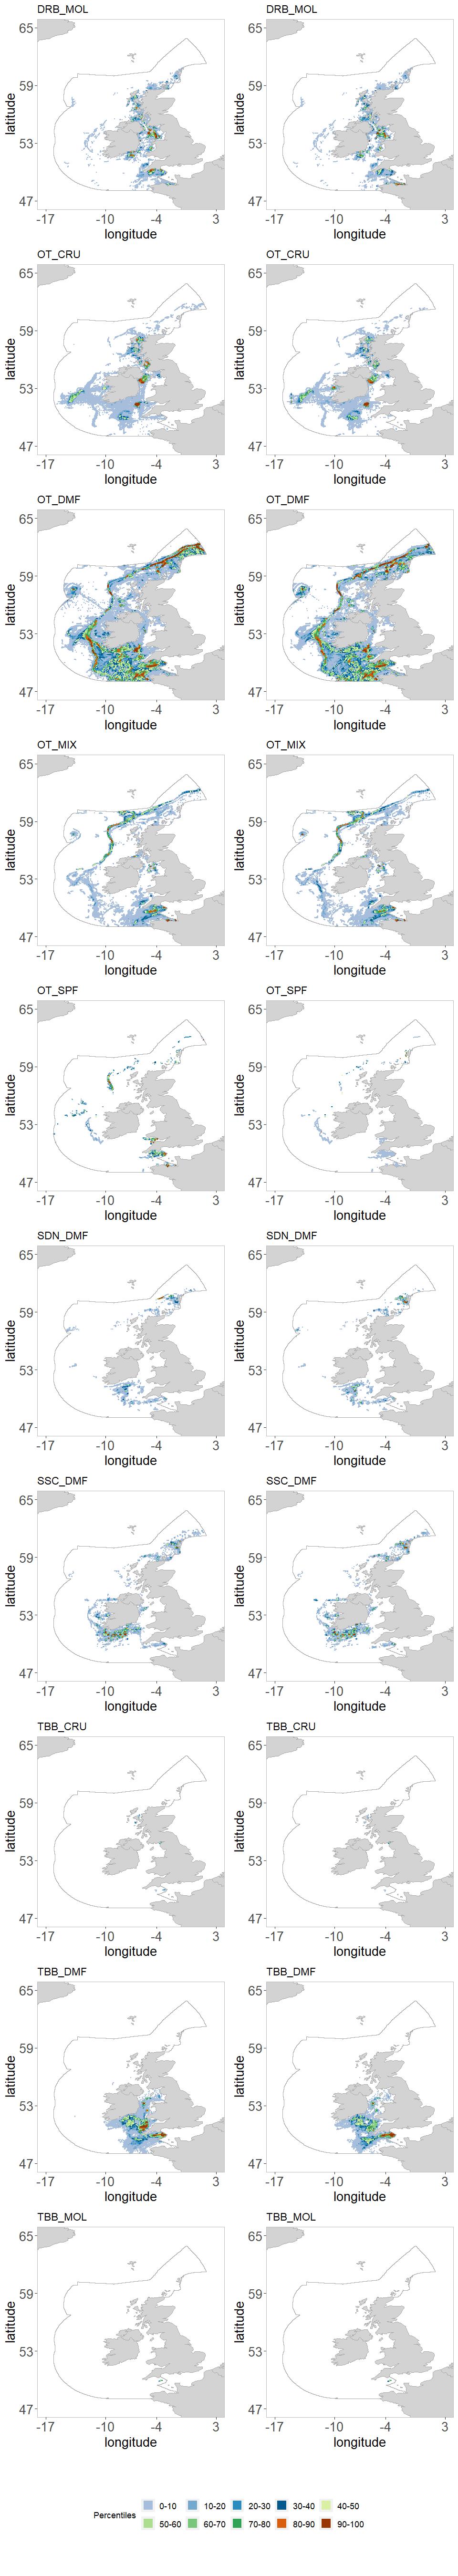 DRB_MOL DRB_MOL
65 65
59 59
53 53
47 47
latitude latitude
-17 -10 -4 3 -17 -10 -4 3
longitude longitude
OT_CRU OT_CRU
65 65
59 59
53 53
47 47
latitude latitude
-17 -10 -4 3 -17 -10 -4 3
longitude longitude
OT_DMF OT_DMF
65 65
59 59
53 53
47 47
latitude latitude
-17 -10 -4 3 -17 -10 -4 3
longitude longitude
OT_MIX OT_MIX
65 65
59 59
53 53
47 47
latitude latitude
-17 -10 -4 3 -17 -10 -4 3
longitude longitude
OT_SPF OT_SPF
65 65
59 59
53 53
47 47
latitude latitude
-17 -10 -4 3 -17 -10 -4 3
longitude longitude
SDN_DMF SDN_DMF
65 65
59 59
53 53
47 47
latitude latitude
-17 -10 -4 3 -17 -10 -4 3
longitude longitude
SSC_DMF SSC_DMF
65 65
59 59
53 53
47 47
latitude latitude
-17 -10 -4 3 -17 -10 -4 3
longitude longitude
TBB_CRU TBB_CRU
65 65
59 59
53 53
47 47
latitude latitude
-17 -10 -4 3 -17 -10 -4 3
longitude longitude
TBB_DMF TBB_DMF
65 65
59 59
53 53
47 47
latitude latitude
-17 -10 -4 3 -17 -10 -4 3
longitude longitude
TBB_MOL TBB_MOL
65 65
59 59
53 53
47 47
latitude latitude
-17 -10 -4 3 -17 -10 -4 3
longitude longitude
Percentiles
0-10 10-20 20-30 30-40 40-50
50-60 60-70 70-80 80-90 90-100